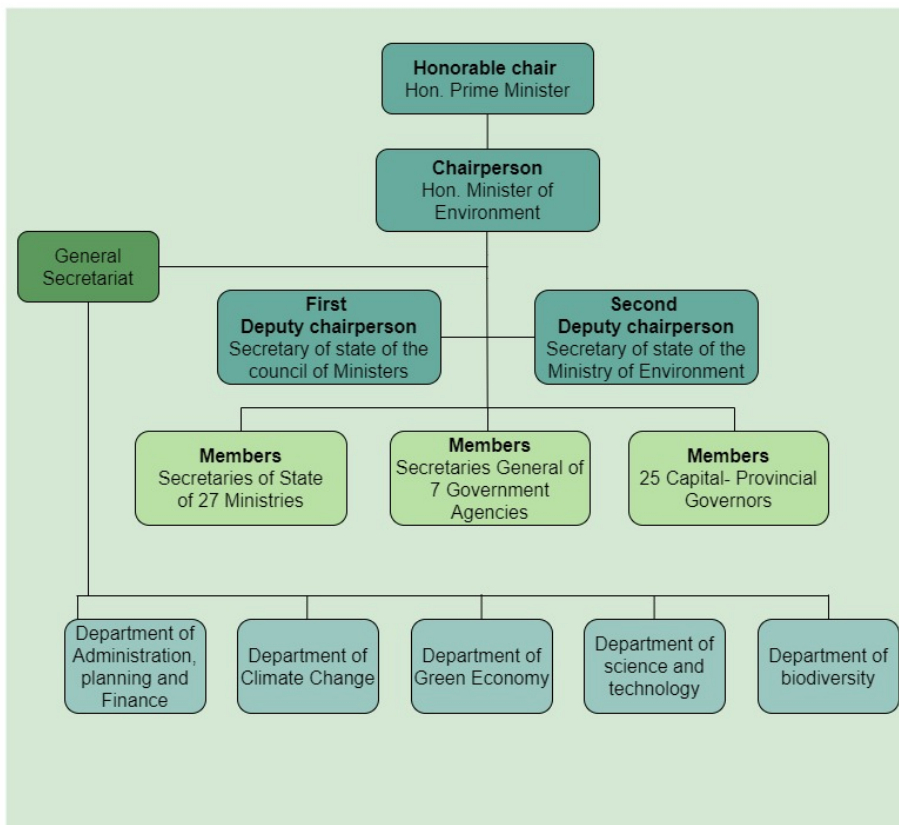 Honorable chair
Hon. Prime Minister
Chairperson
Hon. Minister of
Environment
General
Secretariat
First
Deputy chairperson
Secretary of state of the
council of Ministers
Second
Deputy chairperson
Secretary of state of the
Ministry of Environment
Members
Secretaries of State
of 27 Ministries
Members
Secretaries General of
7 Government
Agencies
Members
25 Capital- Provincial
Governors
Department of
Administration,
planning and
Finance
Department of
Climate Change
Department of
Green Economy
Department of
science and
technology
Department of
biodiversity